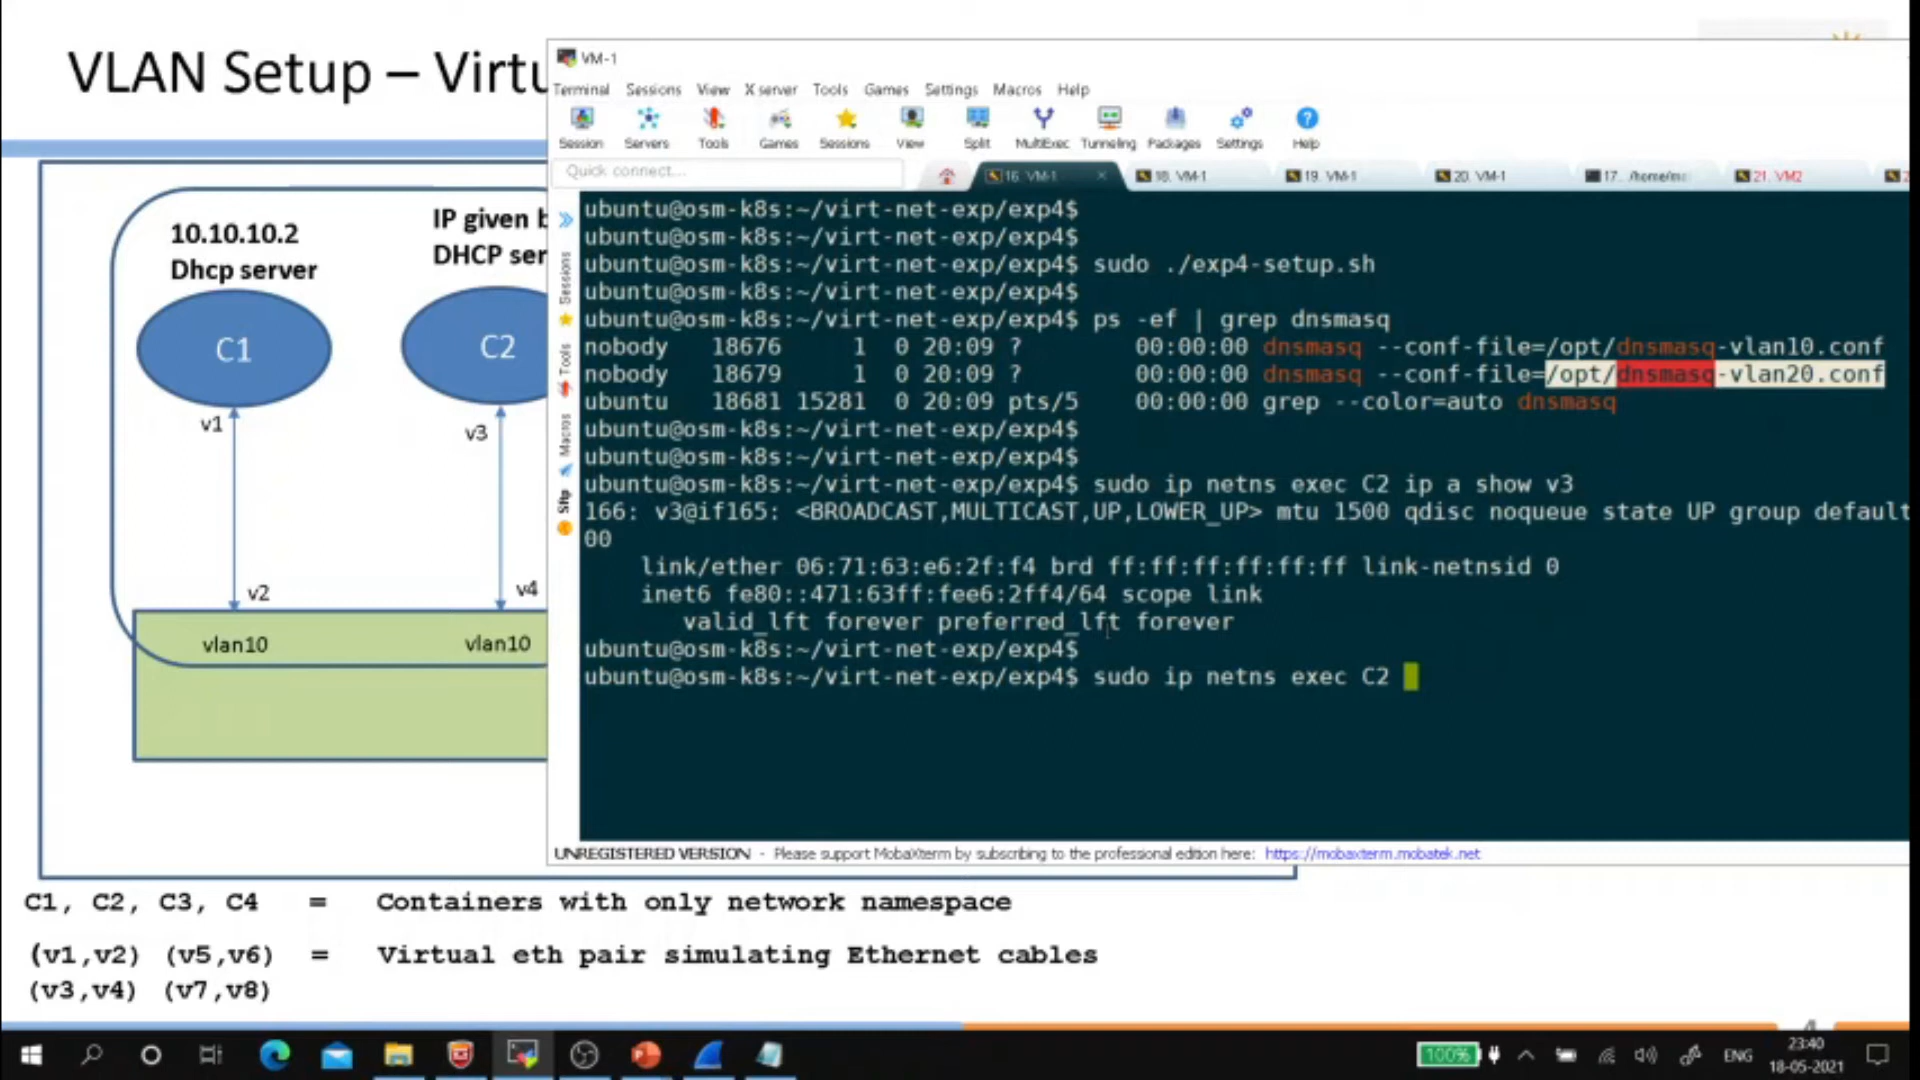 VLAN Setup – Virtu
VM-1
Terminal Sessions View X server Tools Games Settings Macros Help
Session Servers Tools Games Sessions View Split MultiExec Tunneling Packages Settings Help
Quick connect...
16. VM-1
18. VM-1
19. VM-1
20. VM-1
21. VM2
10.10.10.2
Dhcp server
IP given b
DHCP ser
C1
C2
v1
v3
v2
v4
vlan10
vlan10
Sessions
Tools
Macros
Sftp
ubuntu@osm-k8s:~/virt-net-exp/exp4$
ubuntu@osm-k8s:~/virt-net-exp/exp4$
ubuntu@osm-k8s:~/virt-net-exp/exp4$ sudo ./exp4-setup.sh
ubuntu@osm-k8s:~/virt-net-exp/exp4$
ubuntu@osm-k8s:~/virt-net-exp/exp4$ ps -ef | grep dnsmasq
nobody 18676 1 0 20:09 ? 00:00:00 dnsmasq --conf-file=/opt/dnsmasq-vlan10.conf
nobody 18679 1 0 20:09 ? 00:00:00 dnsmasq --conf-file=/opt/dnsmasq-vlan20.conf
ubuntu 18681 15281 0 20:09 pts/5 00:00:00 grep --color=auto dnsmasq
ubuntu@osm-k8s:~/virt-net-exp/exp4$
ubuntu@osm-k8s:~/virt-net-exp/exp4$
ubuntu@osm-k8s:~/virt-net-exp/exp4$ sudo ip netns exec C2 ip a show v3
166: v3@if165: <BROADCAST,MULTICAST,UP,LOWER_UP> mtu 1500 qdisc noqueue state UP group default
00
link/ether 06:71:63:e6:2f:f4 brd ff:ff:ff:ff:ff:ff link-netnsid 0
inet6 fe80::471:63ff:fee6:2ff4/64 scope link
valid_lft forever preferred_lft forever
ubuntu@osm-k8s:~/virt-net-exp/exp4$
ubuntu@osm-k8s:~/virt-net-exp/exp4$ sudo ip netns exec C2
UNREGISTERED VERSION - Please support MobaXterm by subscribing to the professional edition here: https://mobaxterm.mobatek.net
C1, C2, C3, C4 = Containers with only network namespace
(v1,v2) (v5,v6) = Virtual eth pair simulating Ethernet cables
(v3,v4) (v7,v8)
100%
ENG
23:40
18-05-2021